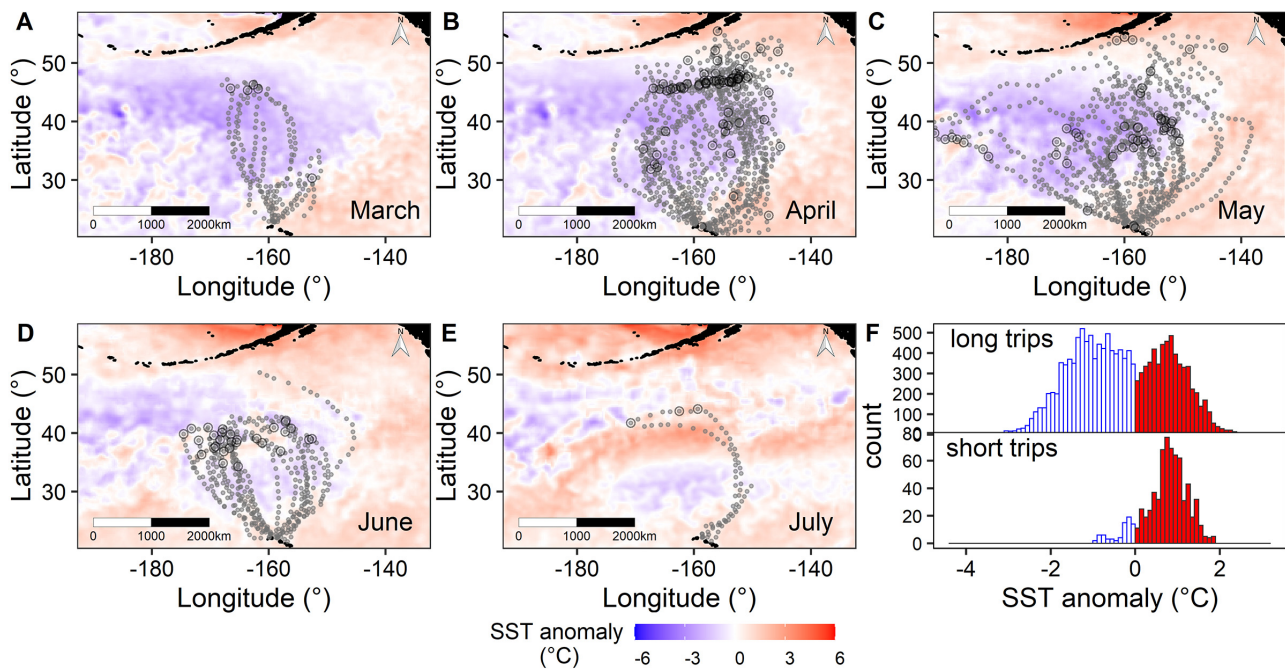 A
B
C
N
N
N
Latitude (°)
50
40
30
0
1000
2000km
March
-180
-160
-140
Longitude (°)
Latitude (°)
50
40
30
0
1000
2000km
April
-180
-160
-140
Longitude (°)
Latitude (°)
50
40
30
0
1000
2000km
May
-180
-160
-140
Longitude (°)
D
E
F
N
N
Latitude (°)
50
40
30
0
1000
2000km
June
-180
-160
-140
Longitude (°)
Latitude (°)
50
40
30
0
1000
2000km
July
-180
-160
-140
Longitude (°)
count
500
400
300
200
100
0
long trips
80
60
40
20
0
short trips
-4
-2
0
2
SST anomaly (°C)
SST anomaly
(°C)
-6
-3
0
3
6